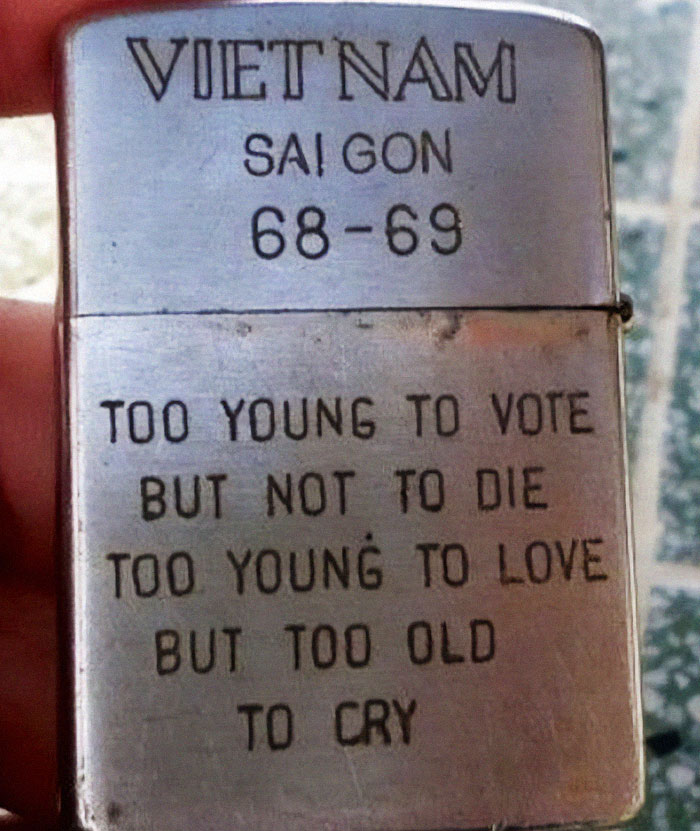 VIETNAM
SAIGON
68-69
TOO YOUNG TO VOTE
BUT NOT TO DIE
TOO YOUNG TO LOVE
BUT TOO OLD
TO CRY